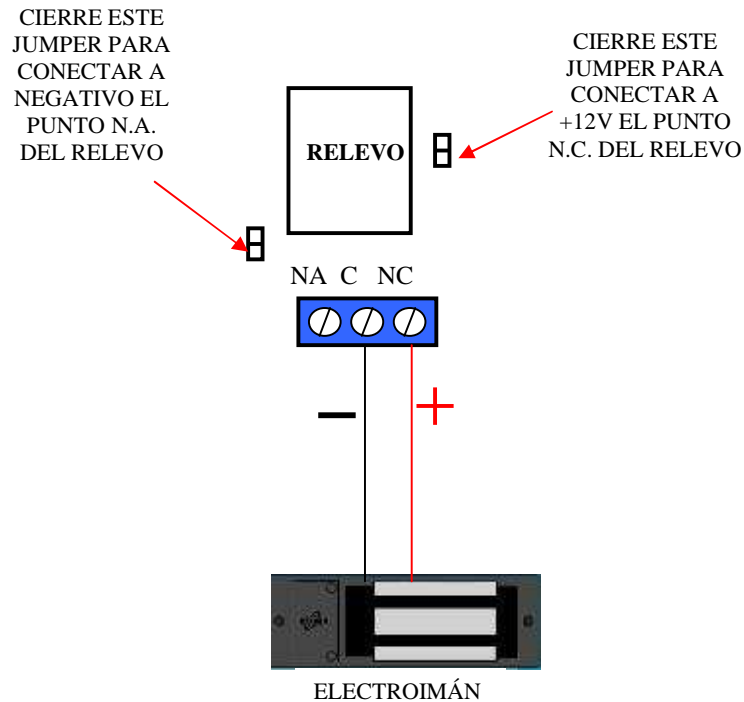 CIERRE ESTE
JUMPER PARA
CONECTAR A
NEGATIVO EL
PUNTO N.A.
DEL RELEVO
CIERRE ESTE
JUMPER PARA
CONECTAR A
+12V EL PUNTO
N.C. DEL RELEVO
RELEVO
NA C NC
− +
ELECTROIMÁN